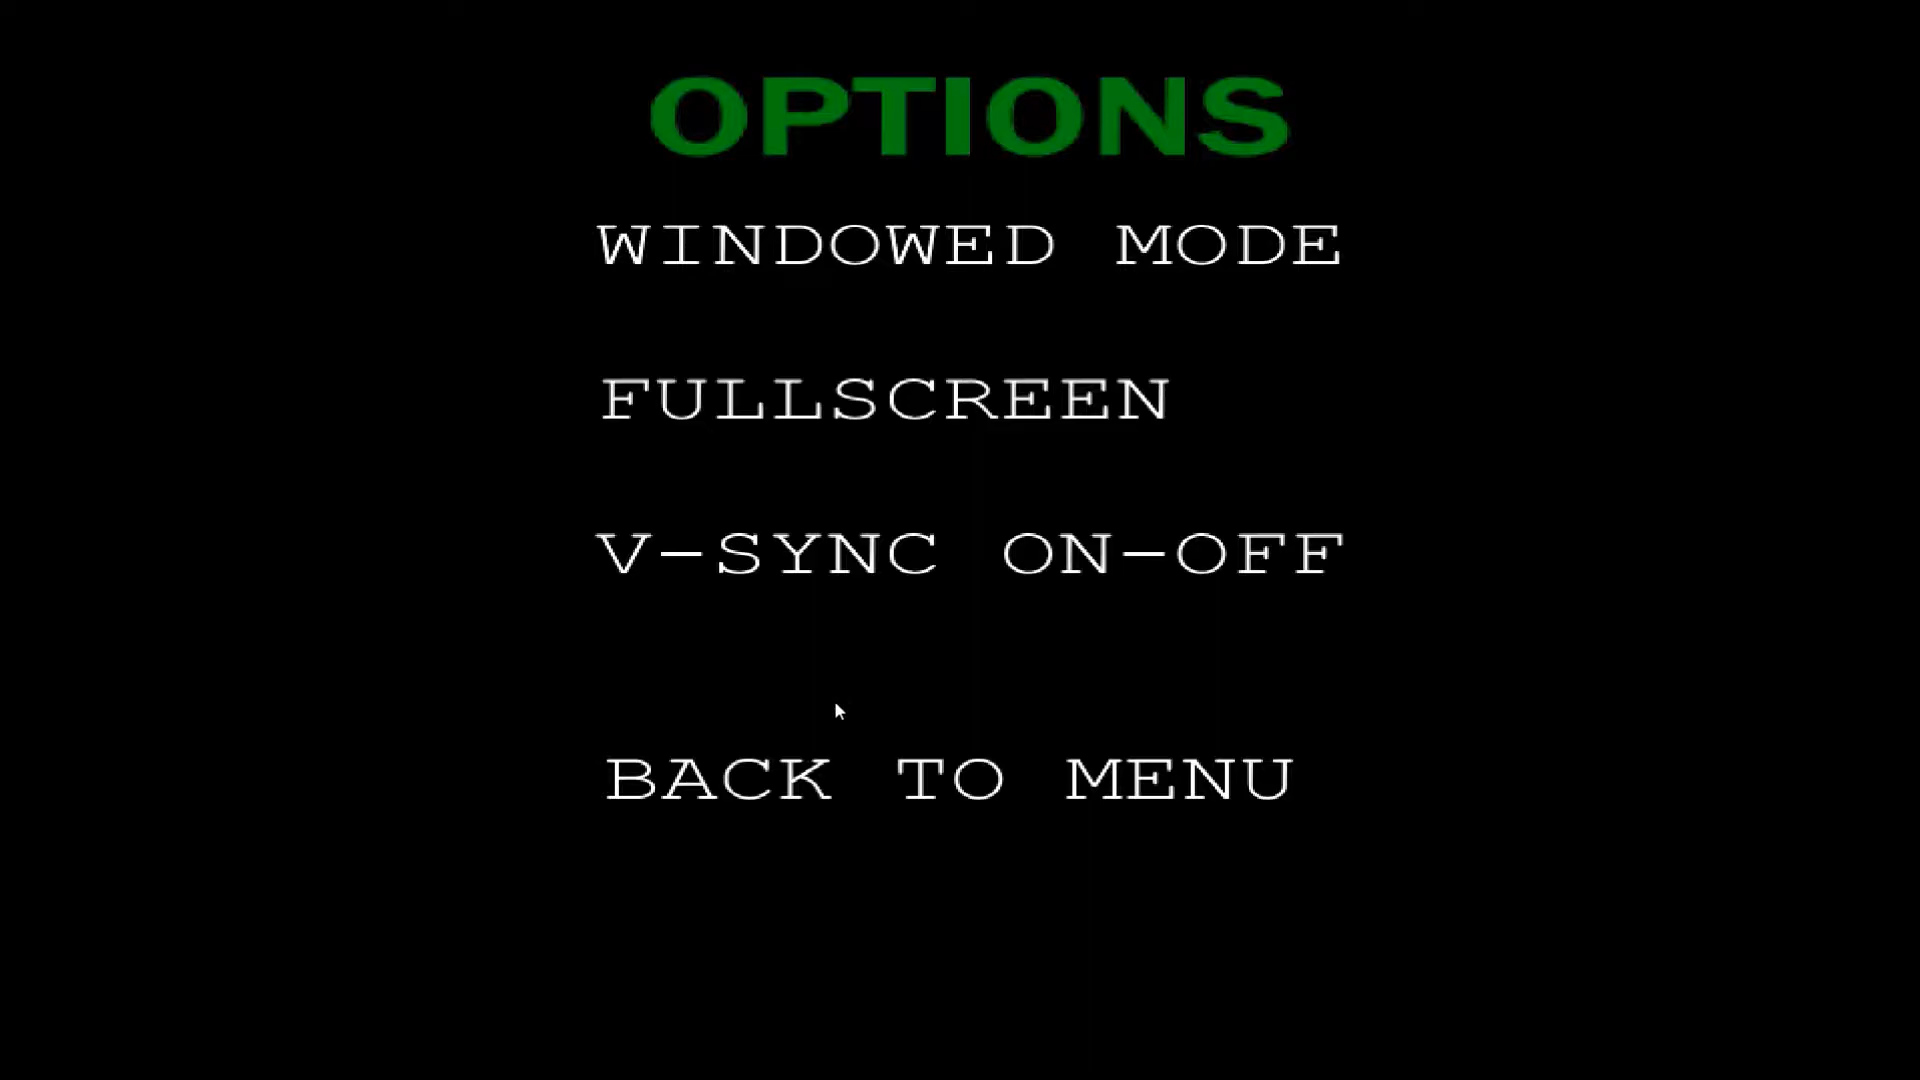 OPTIONS
WINDOWED MODE
FULLSCREEN
V-SYNC ON-OFF
BACK TO MENU